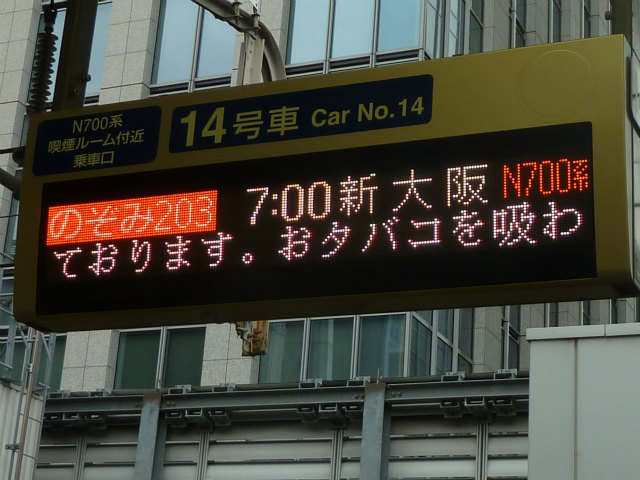 N700系
喫煙ルーム付近
乗車口
14号車 Car No.14
のぞみ203 7:00 新大阪 N700系
ております。おタバコを吸わ